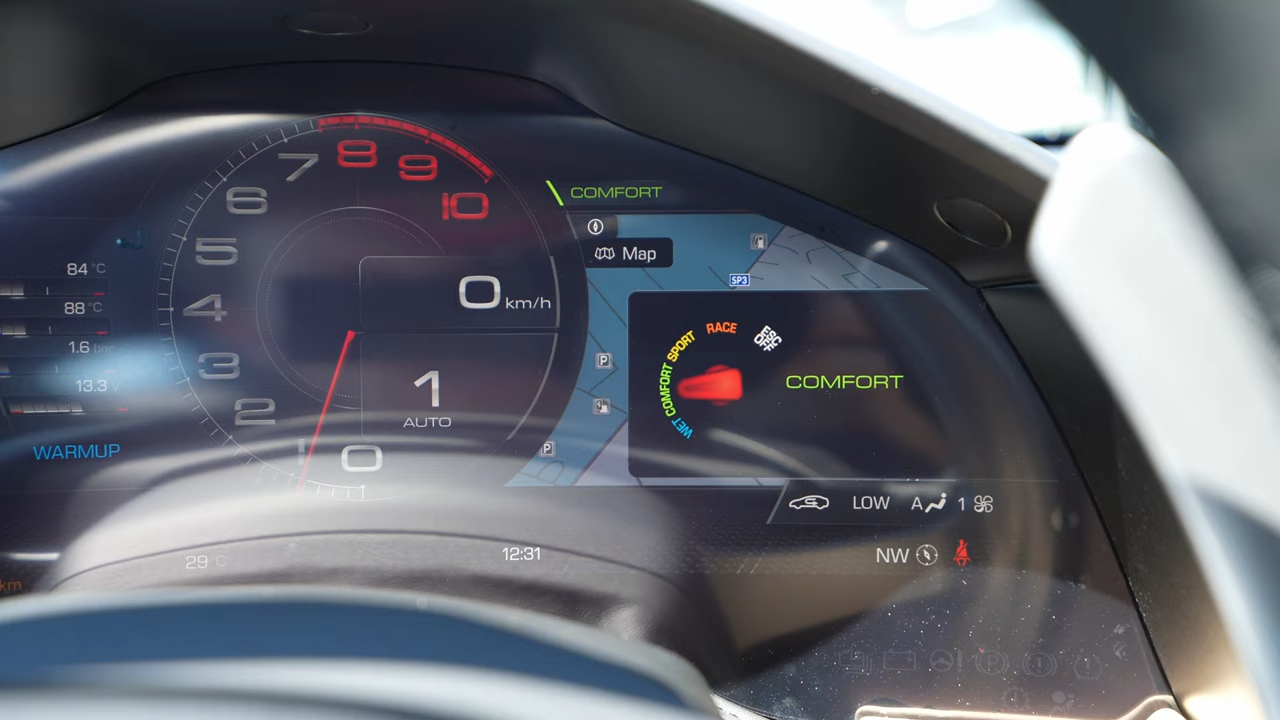 84 °C
88 °C
1.6 bar
13.3 V
WARMUP
km
0
2
3
4
5
6
7
8
9
10
0 km/h
1
AUTO
29 °C
12:31
COMFORT
Map
SP3
P
P
WET COMFORT SPORT RACE ESC OFF
COMFORT
LOW A 1
NW